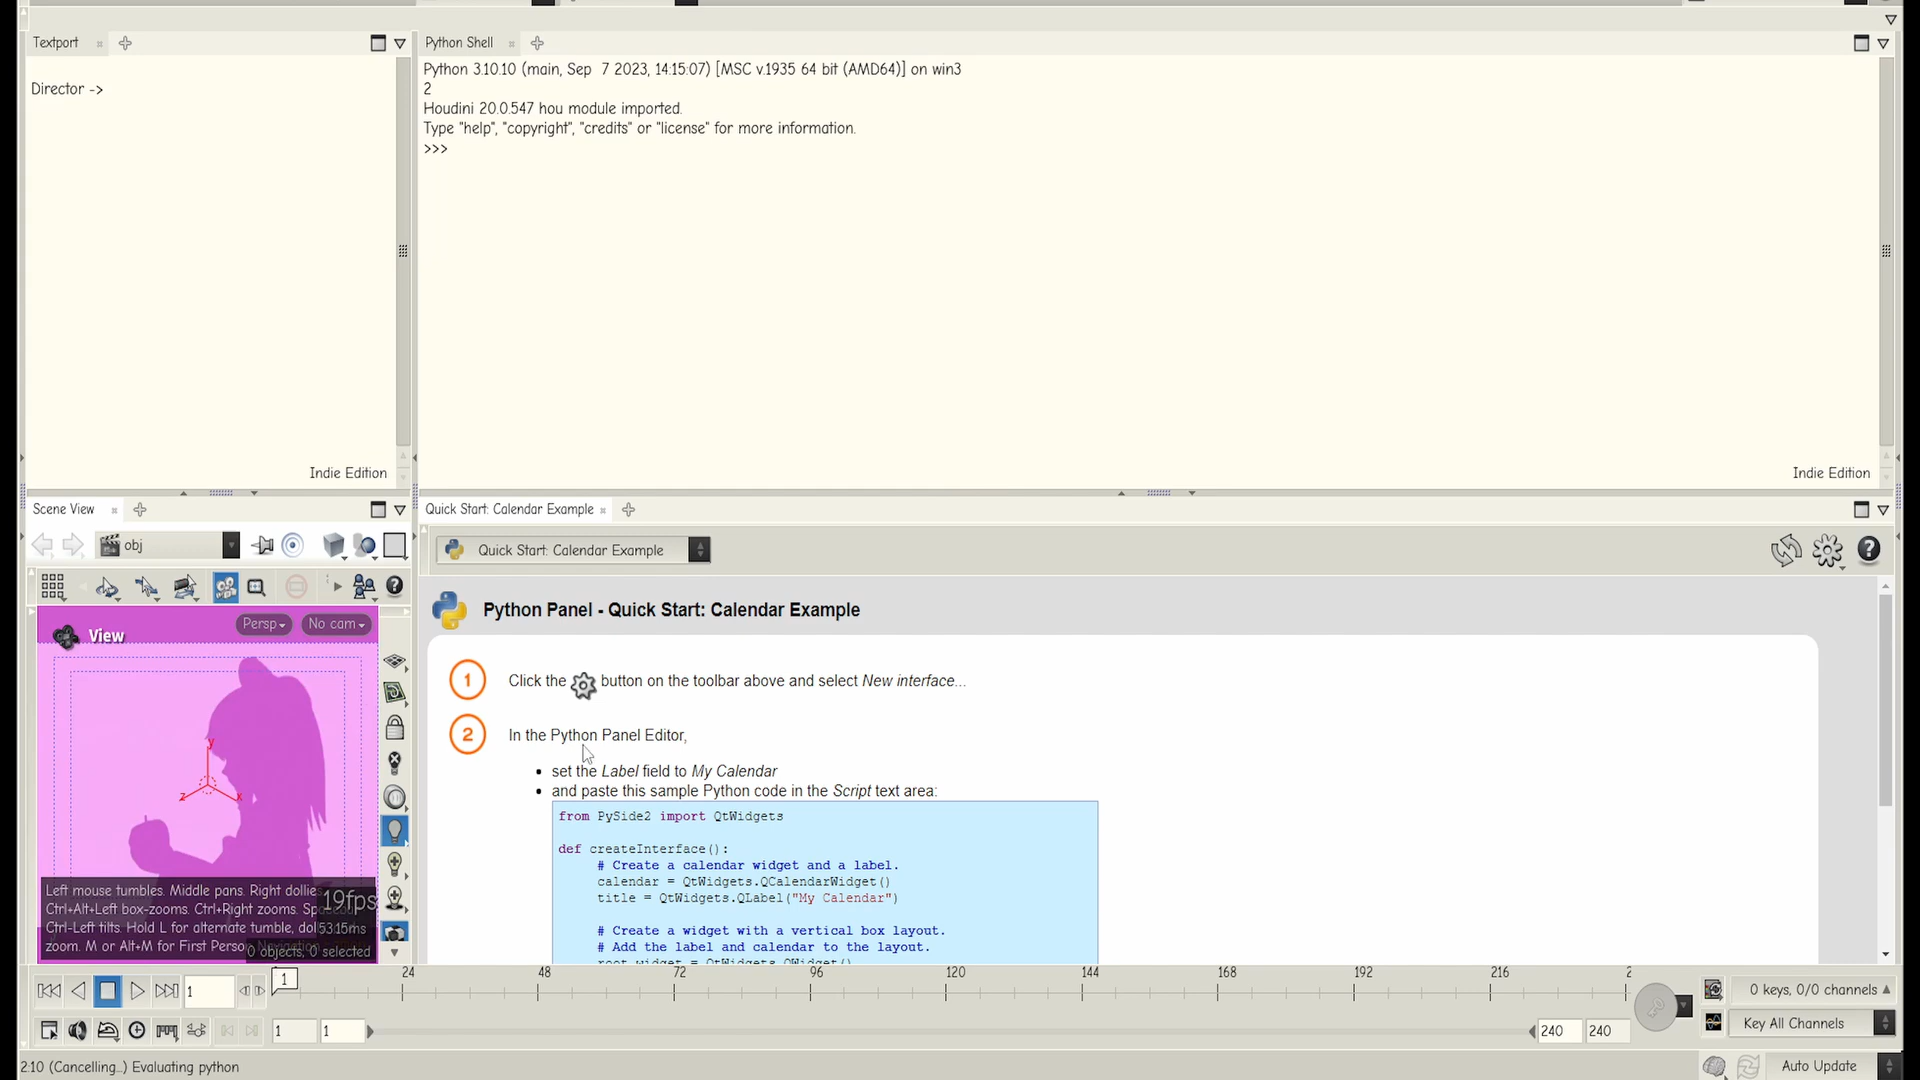 Textport
Python Shell
Director ->
Python 3.10.10 (main, Sep  7 2023, 14:15:07) [MSC v.1935 64 bit (AMD64)] on win3
2
Houdini 20.0.547 hou module imported.
Type "help", "copyright", "credits" or "license" for more information.
>>>
Indie Edition
Indie Edition
Scene View
Quick Start: Calendar Example
obj
Quick Start: Calendar Example
View
Persp
No cam
y
z
x
Left mouse tumbles. Middle pans. Right dollies
Ctrl+Alt+Left box-zooms. Ctrl+Right zooms.
Ctrl-Left tilts. Hold L for alternate tumble,
zoom. M or Alt+M for First Person
19fps
53.15ms
0 objects, 0 selected
Python Panel - Quick Start: Calendar Example
1
Click the button on the toolbar above and select New interface...
2
In the Python Panel Editor,
• set the Label field to My Calendar
• and paste this sample Python code in the Script text area:
from PySide2 import QtWidgets
def createInterface():
# Create a calendar widget and a label.
calendar = QtWidgets.QCalendarWidget()
title = QtWidgets.QLabel("My Calendar")
# Create a widget with a vertical box layout.
# Add the label and calendar to the layout.
root_widget = QtWidgets.QWidget()
1
24
48
72
96
120
144
168
192
216
2
1
0 keys, 0/0 channels
1
1
240
240
Key All Channels
2:10 (Cancelling...) Evaluating python
Auto Update